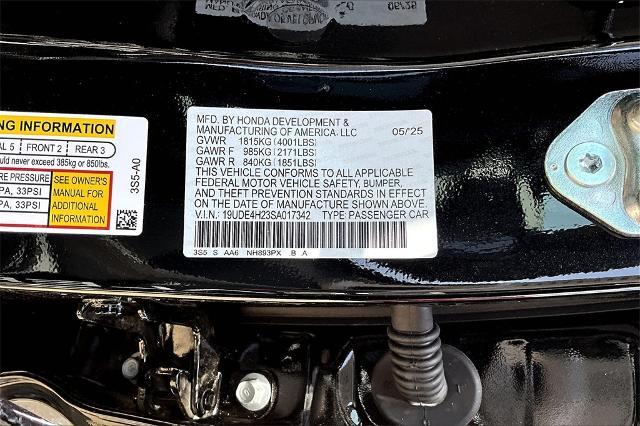 NG INFORMATION
AL 5 | FRONT 2 | REAR 3
ould never exceed 385kg or 850lbs.
RE PRESSURE
PA, 33PSI
PA, 33PSI
SEE OWNER'S
MANUAL FOR
ADDITIONAL
INFORMATION
3S5-A0
MFD. BY HONDA DEVELOPMENT &
MANUFACTURING OF AMERICA, LLC 05/'25
GVWR 1815KG(4001LBS)
GAWR F 985KG(2171LBS)
GAWR R 840KG(1851LBS)
THIS VEHICLE CONFORMS TO ALL APPLICABLE
FEDERAL MOTOR VEHICLE SAFETY, BUMPER,
AND THEFT PREVENTION STANDARDS IN EFFECT
ON THE DATE OF MANUFACTURE SHOWN ABOVE.
V.I.N.: 19UDE4H23SA017342 TYPE:PASSENGER CAR
3S5 S AA6 NH893PX B A